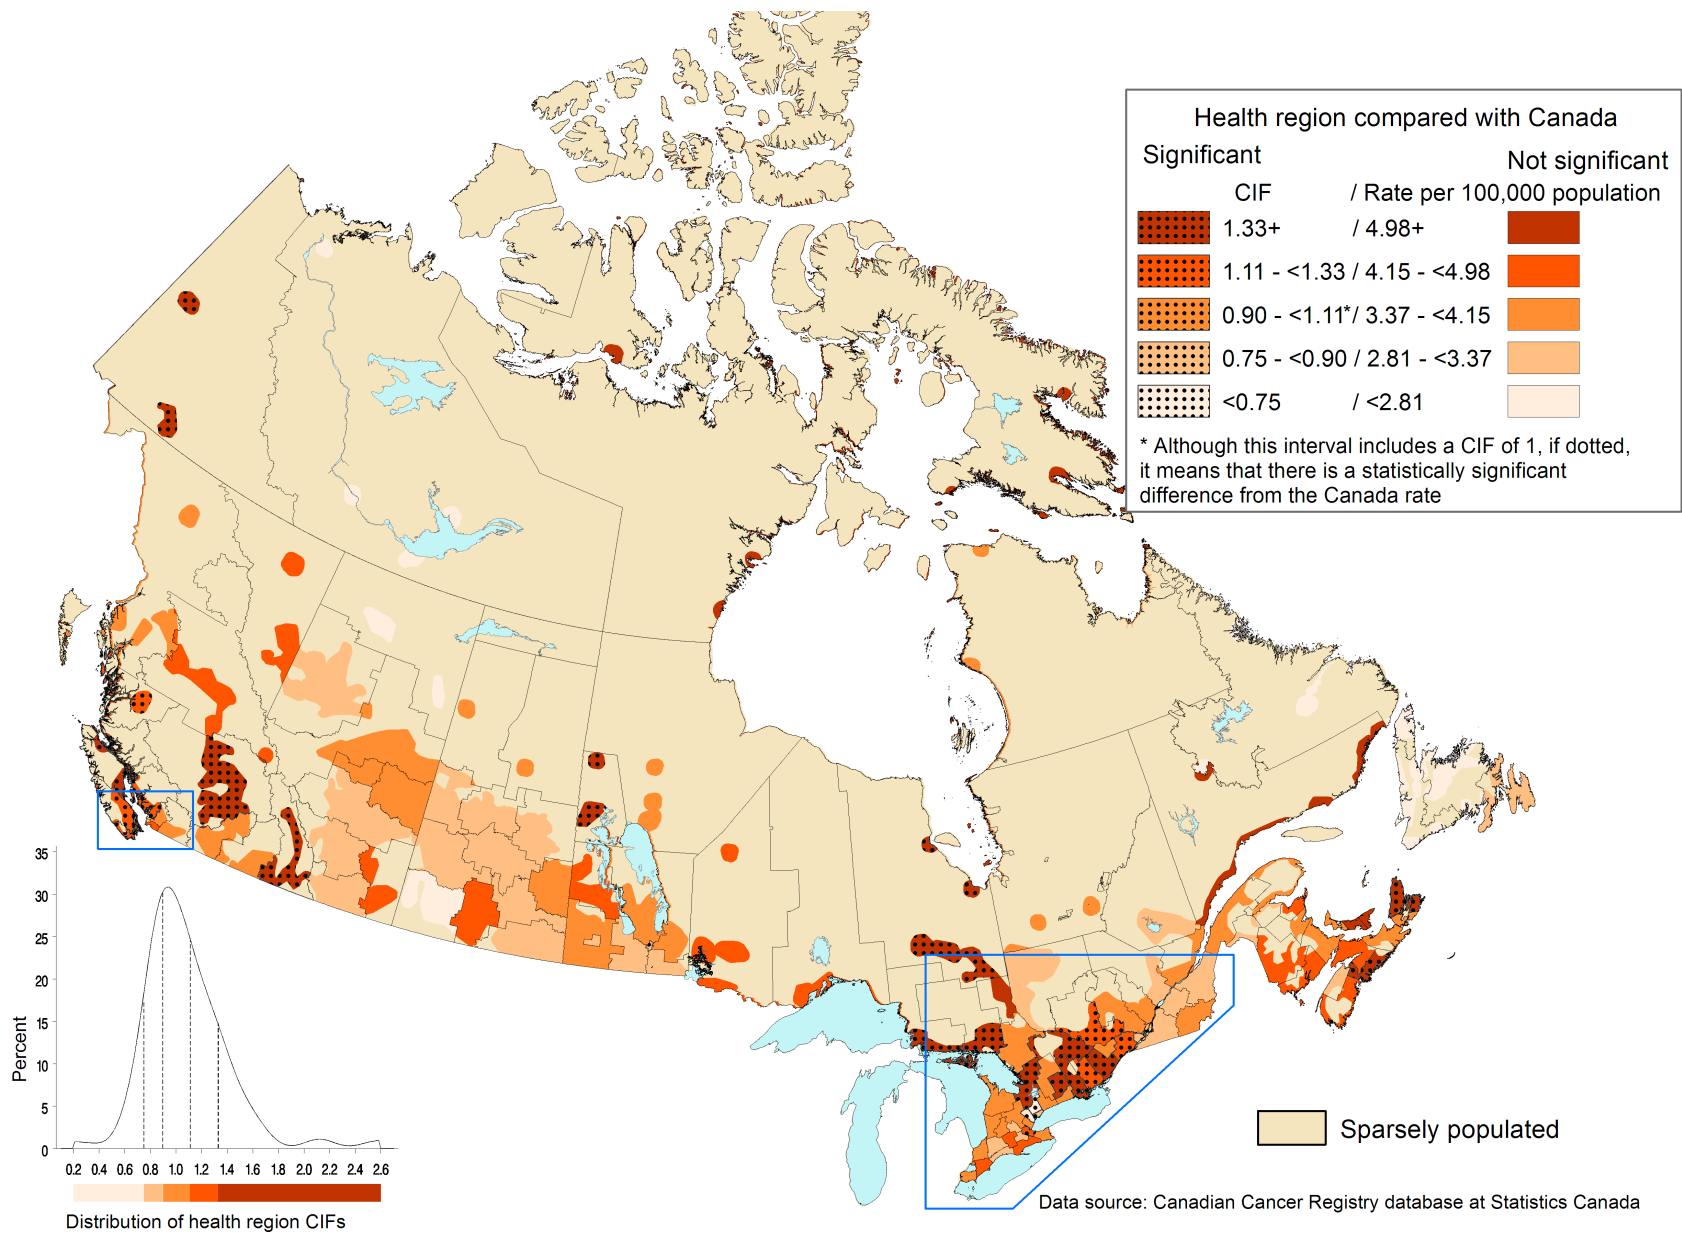 Health region compared with Canada
Significant
Not significant
CIF / Rate per 100,000 population
1.33+ / 4.98+
1.11 - <1.33 / 4.15 - <4.98
0.90 - <1.11* / 3.37 - <4.15
0.75 - <0.90 / 2.81 - <3.37
<0.75 / <2.81
* Although this interval includes a CIF of 1, if dotted,
it means that there is a statistically significant
difference from the Canada rate
35
30
25
20
15
10
5
0
Percent
0.2 0.4 0.6 0.8 1.0 1.2 1.4 1.6 1.8 2.0 2.2 2.4 2.6
Distribution of health region CIFs
Sparsely populated
Data source: Canadian Cancer Registry database at Statistics Canada